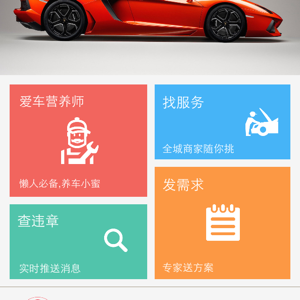 爱车营养师
懒人必备,养车小蜜
找服务
全城商家随你挑
查违章
实时推送消息
发需求
专家送方案